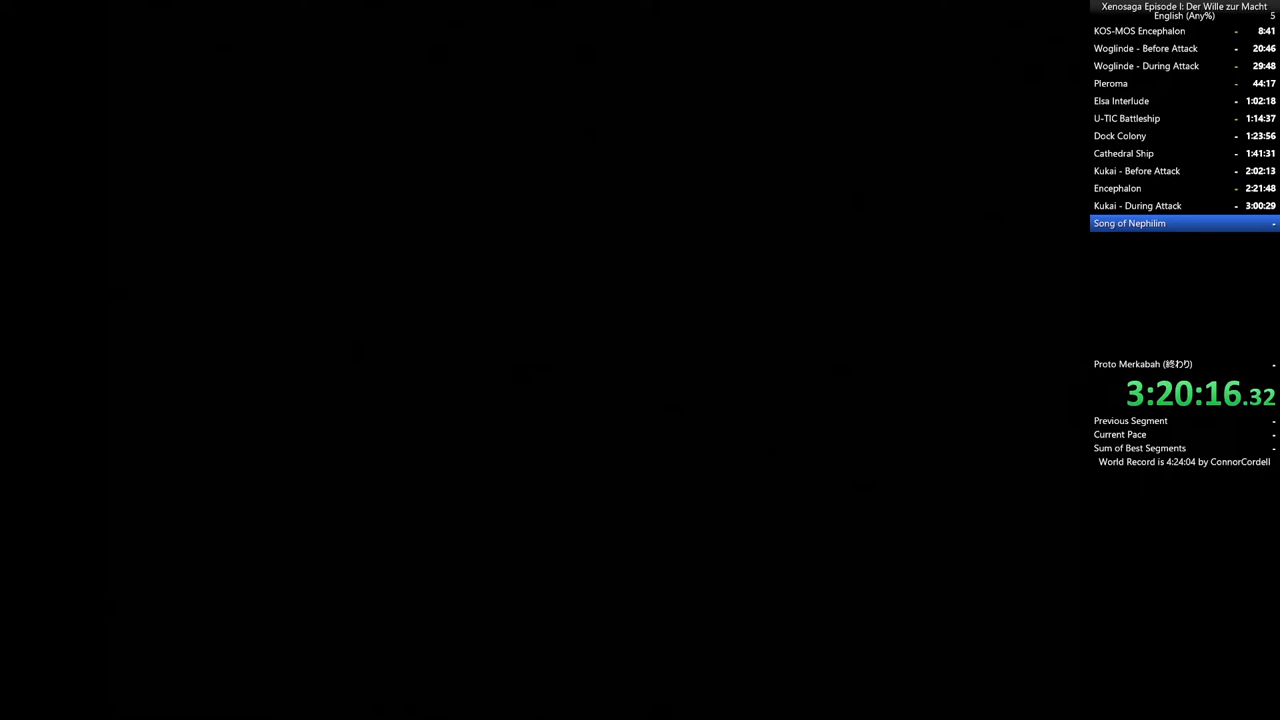 Xenosaga Episode I: Der Wille zur Macht
English (Any%) 5
KOS-MOS Encephalon - 8:41
Woglinde - Before Attack - 20:46
Woglinde - During Attack - 29:48
Pleroma - 44:17
Elsa Interlude - 1:02:18
U-TIC Battleship - 1:14:37
Dock Colony - 1:23:56
Cathedral Ship - 1:41:31
Kukai - Before Attack - 2:02:13
Encephalon - 2:21:48
Kukai - During Attack - 3:00:29
Song of Nephilim -
Proto Merkabah (終わり) -
3:20:16.32
Previous Segment -
Current Pace -
Sum of Best Segments -
World Record is 4:24:04 by ConnorCordell